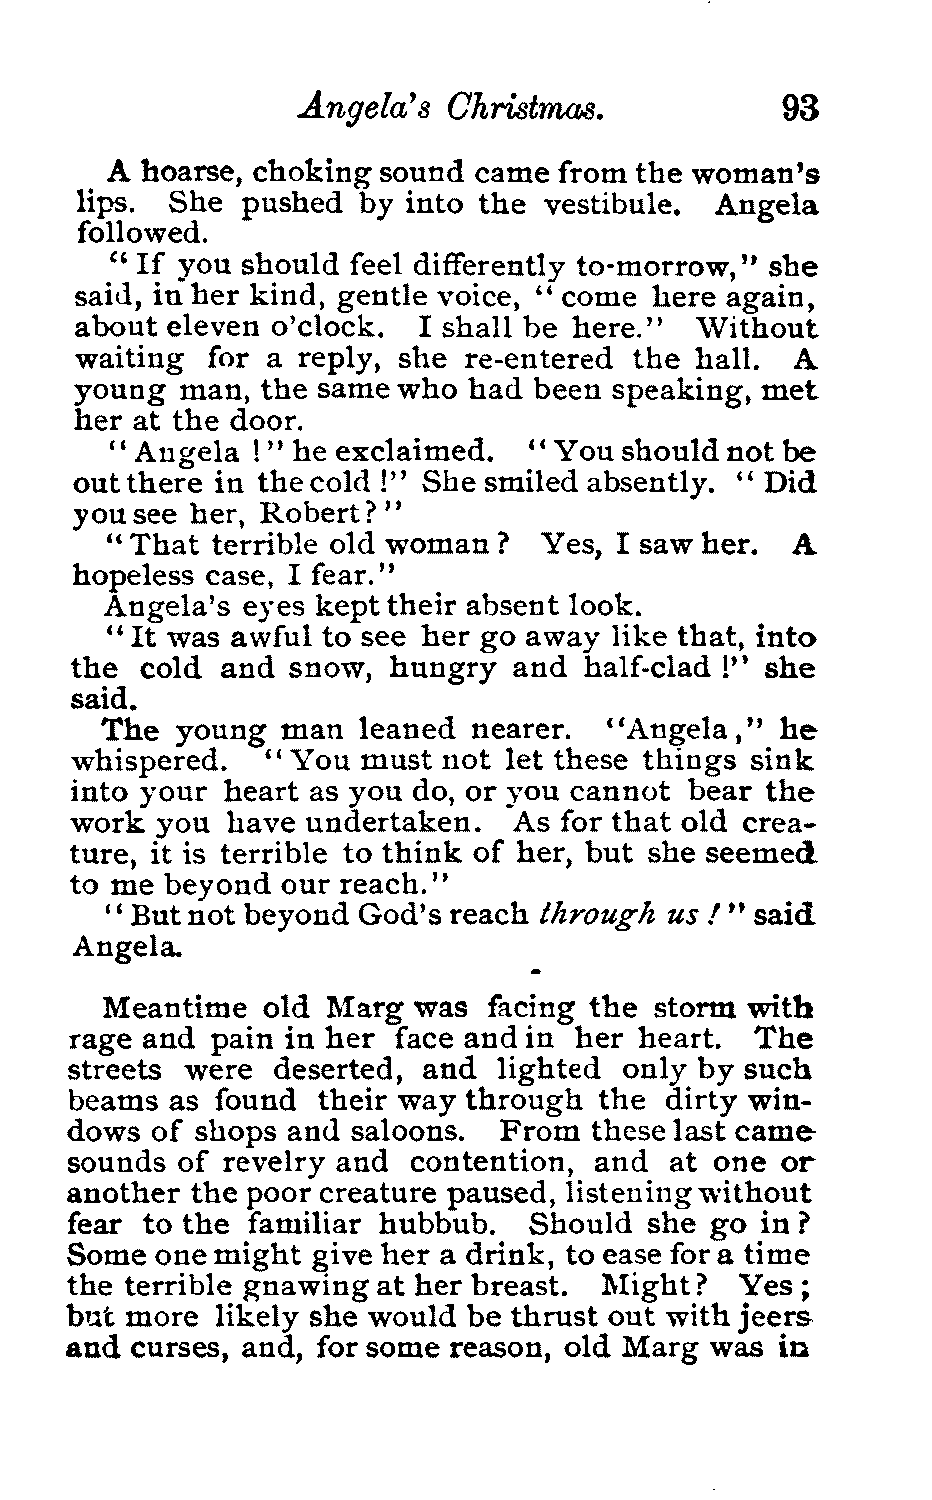 Angela's Christmas. 93
A hoarse, choking sound came from the woman's
lips. She pushed by into the vestibule. Angela
followed.
"If you should feel differently to-morrow," she
said, in her kind, gentle voice, "come here again,
about eleven o'clock. I shall be here." Without
waiting for a reply, she re-entered the hall. A
young man, the same who had been speaking, met
her at the door.
"Angela!" he exclaimed. "You should not be
out there in the cold!" She smiled absently. "Did
you see her, Robert?"
"That terrible old woman? Yes, I saw her. A
hopeless case, I fear."
Angela's eyes kept their absent look.
"It was awful to see her go away like that, into
the cold and snow, hungry and half-clad!" she
said.
The young man leaned nearer. "Angela," he
whispered. "You must not let these things sink
into your heart as you do, or you cannot bear the
work you have undertaken. As for that old crea-
ture, it is terrible to think of her, but she seemed
to me beyond our reach."
"But not beyond God's reach through us!" said
Angela.
Meantime old Marg was facing the storm with
rage and pain in her face and in her heart. The
streets were deserted, and lighted only by such
beams as found their way through the dirty win-
dows of shops and saloons. From these last came
sounds of revelry and contention, and at one or
another the poor creature paused, listening without
fear to the familiar hubbub. Should she go in?
Some one might give her a drink, to ease for a time
the terrible gnawing at her breast. Might? Yes;
but more likely she would be thrust out with jeers
and curses, and, for some reason, old Marg was in